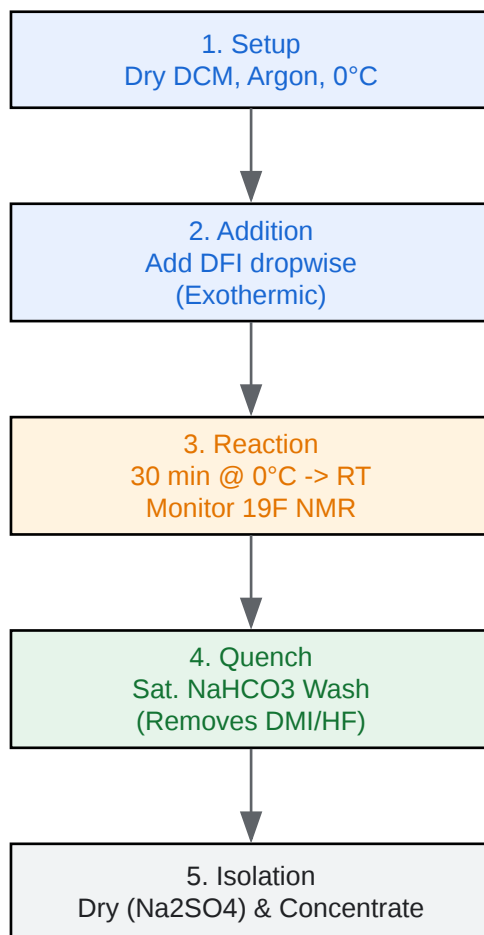 1. Setup
Dry DCM, Argon, 0°C
2. Addition
Add DFI dropwise
(Exothermic)
3. Reaction
30 min @ 0°C -> RT
Monitor 19F NMR
4. Quench
Sat. NaHCO3 Wash
(Removes DMI/HF)
5. Isolation
Dry (Na2SO4) & Concentrate